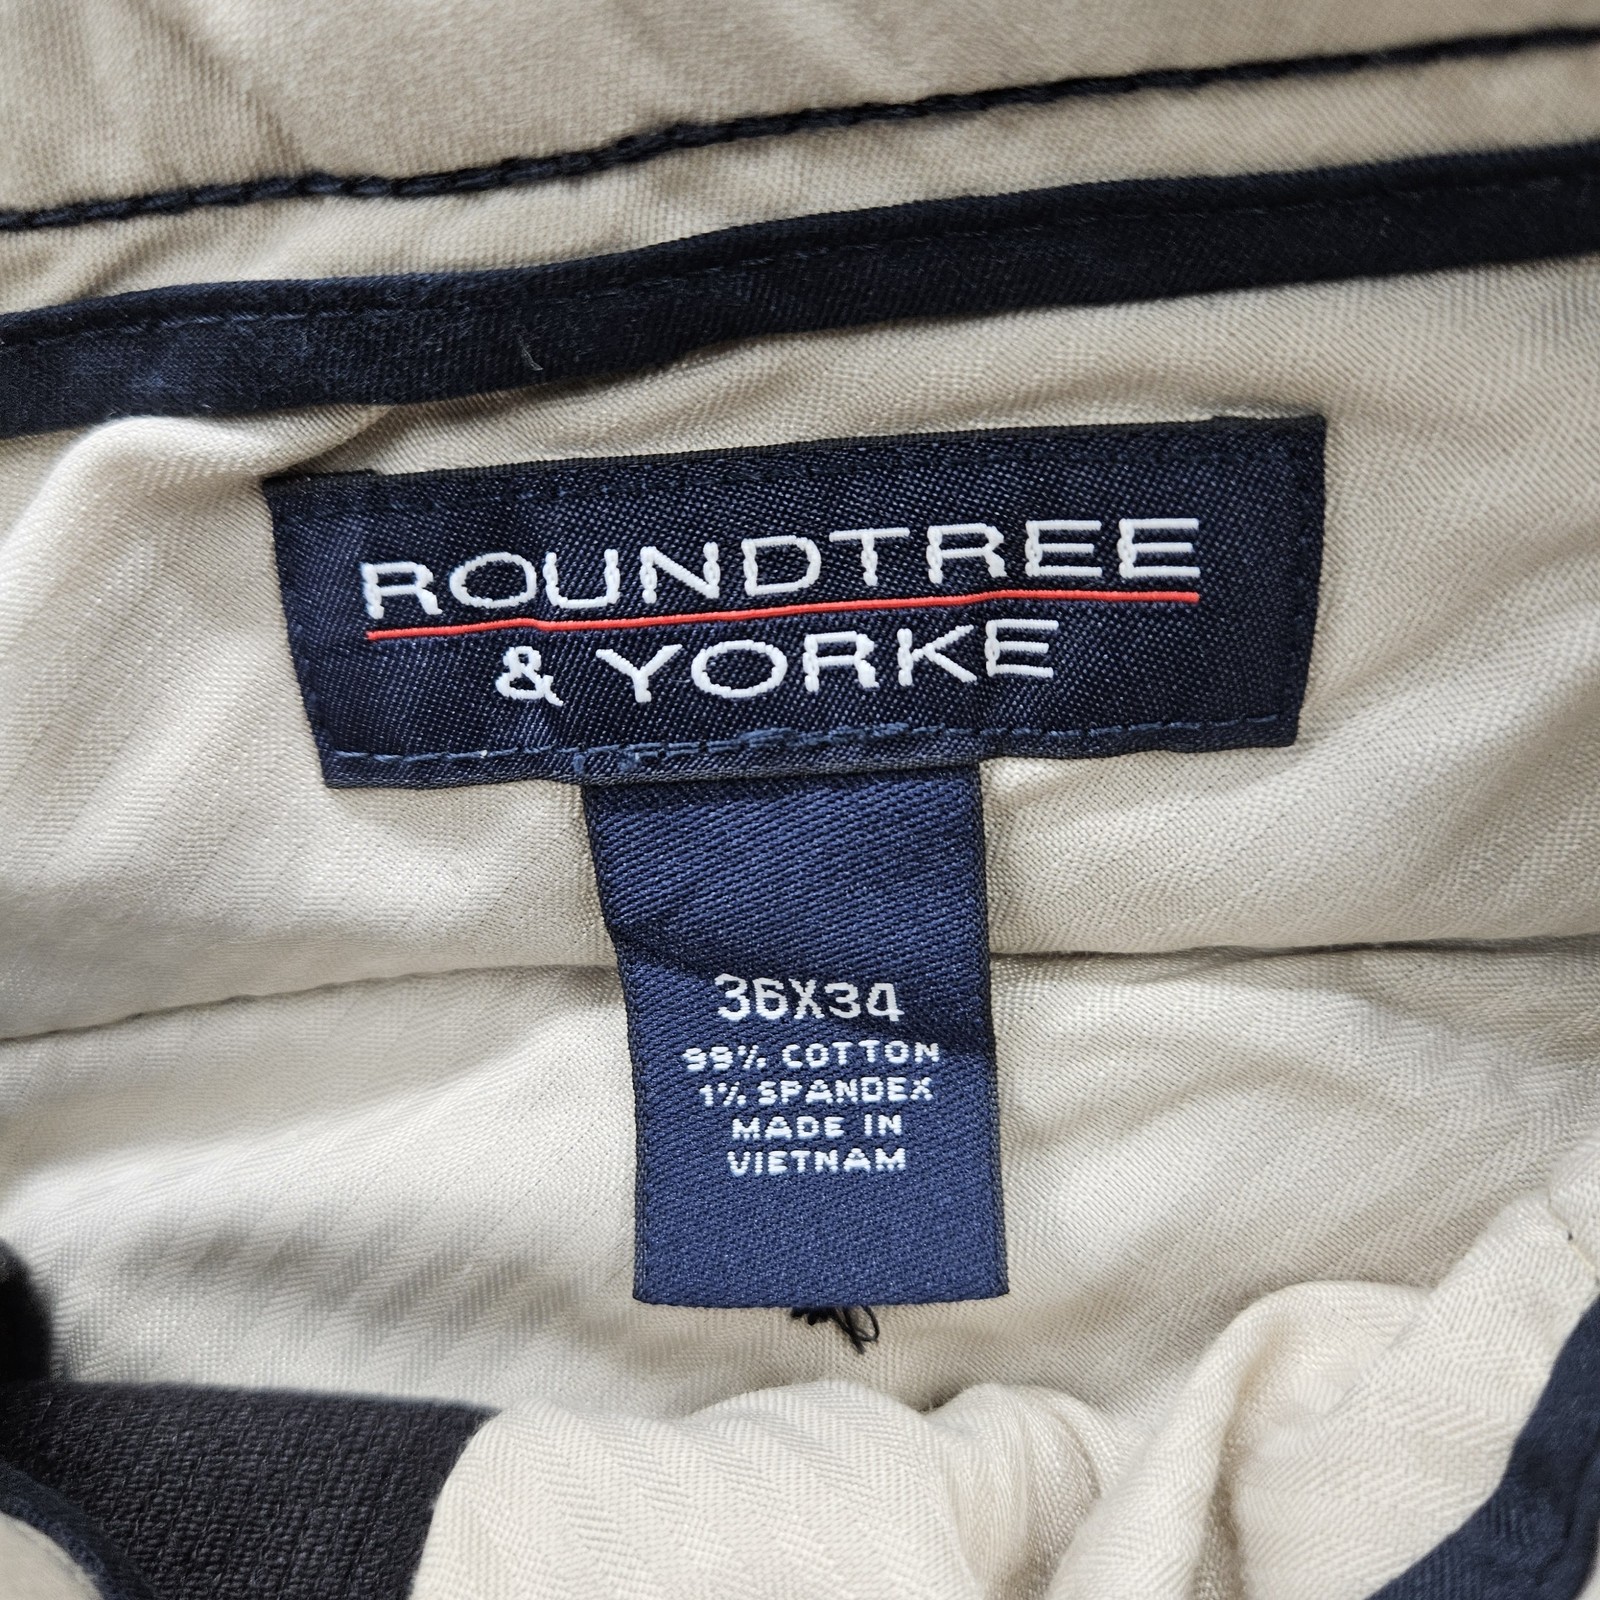 ROUNDTREE
& YORKE
36X34
99% COTTON
1% SPANDEX
MADE IN
VIETNAM